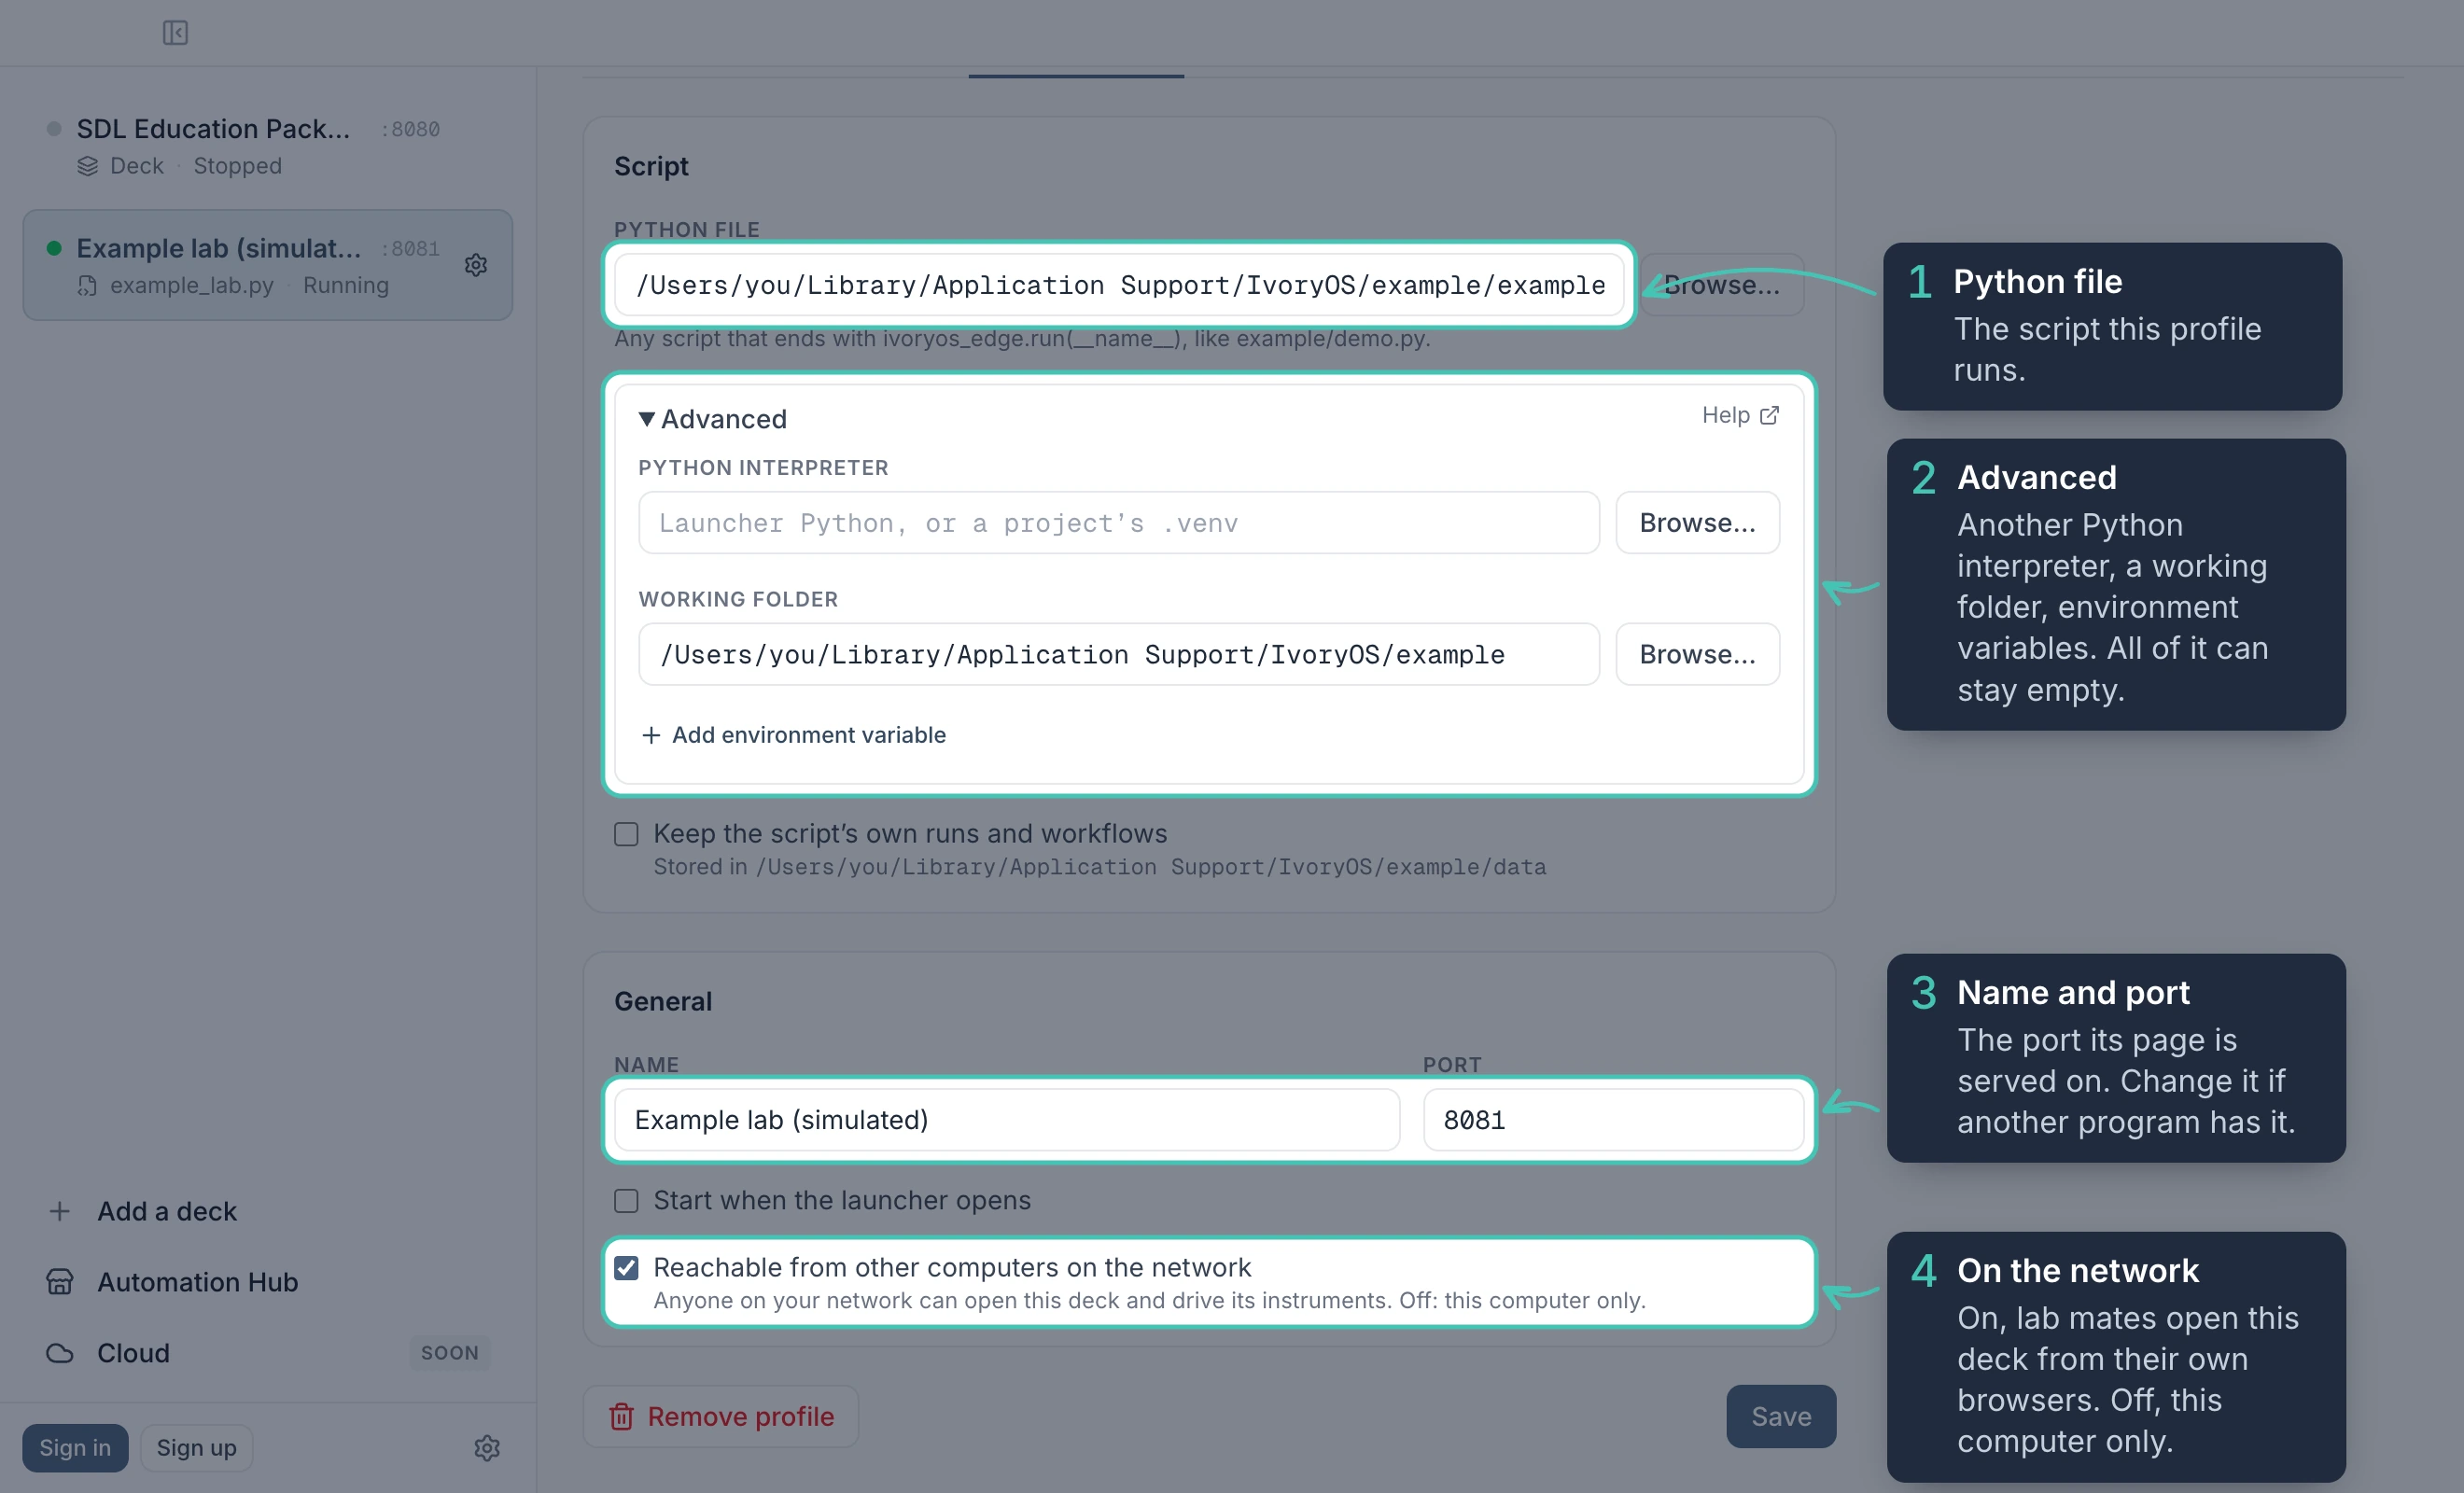 SDL Education Pack... :8080
Deck · Stopped
Example lab (simulat... :8081
example_lab.py · Running
Add a deck
Automation Hub
Cloud SOON
Sign in Sign up
Script
PYTHON FILE
/Users/you/Library/Application Support/IvoryOS/example/example
Browse...
Any script that ends with ivoryos_edge.run(__name__), like example/demo.py.
▼ Advanced
Help
PYTHON INTERPRETER
Launcher Python, or a project's .venv
Browse...
WORKING FOLDER
/Users/you/Library/Application Support/IvoryOS/example
Browse...
+ Add environment variable
Keep the script's own runs and workflows
Stored in /Users/you/Library/Application Support/IvoryOS/example/data
General
NAME
PORT
Example lab (simulated)
8081
Start when the launcher opens
Reachable from other computers on the network
Anyone on your network can open this deck and drive its instruments. Off: this computer only.
Remove profile
Save
1 Python file
The script this profile
runs.
2 Advanced
Another Python
interpreter, a working
folder, environment
variables. All of it can
stay empty.
3 Name and port
The port its page is
served on. Change it if
another program has it.
4 On the network
On, lab mates open this
deck from their own
browsers. Off, this
computer only.